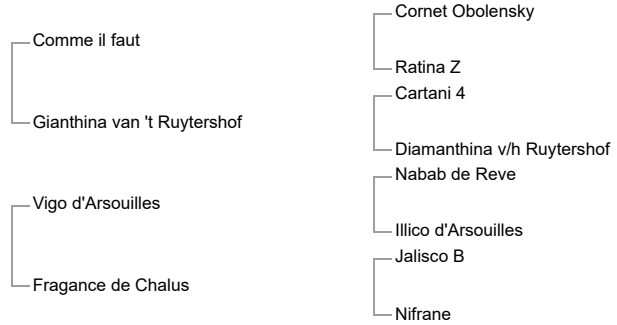 Cornet Obolensky
Comme il faut
Ratina Z
Cartani 4
Gianthina van 't Ruytershof
Diamanthina v/h Ruytershof
Nabab de Reve
Vigo d'Arsouilles
Illico d'Arsouilles
Jalisco B
Fragance de Chalus
Nifrane